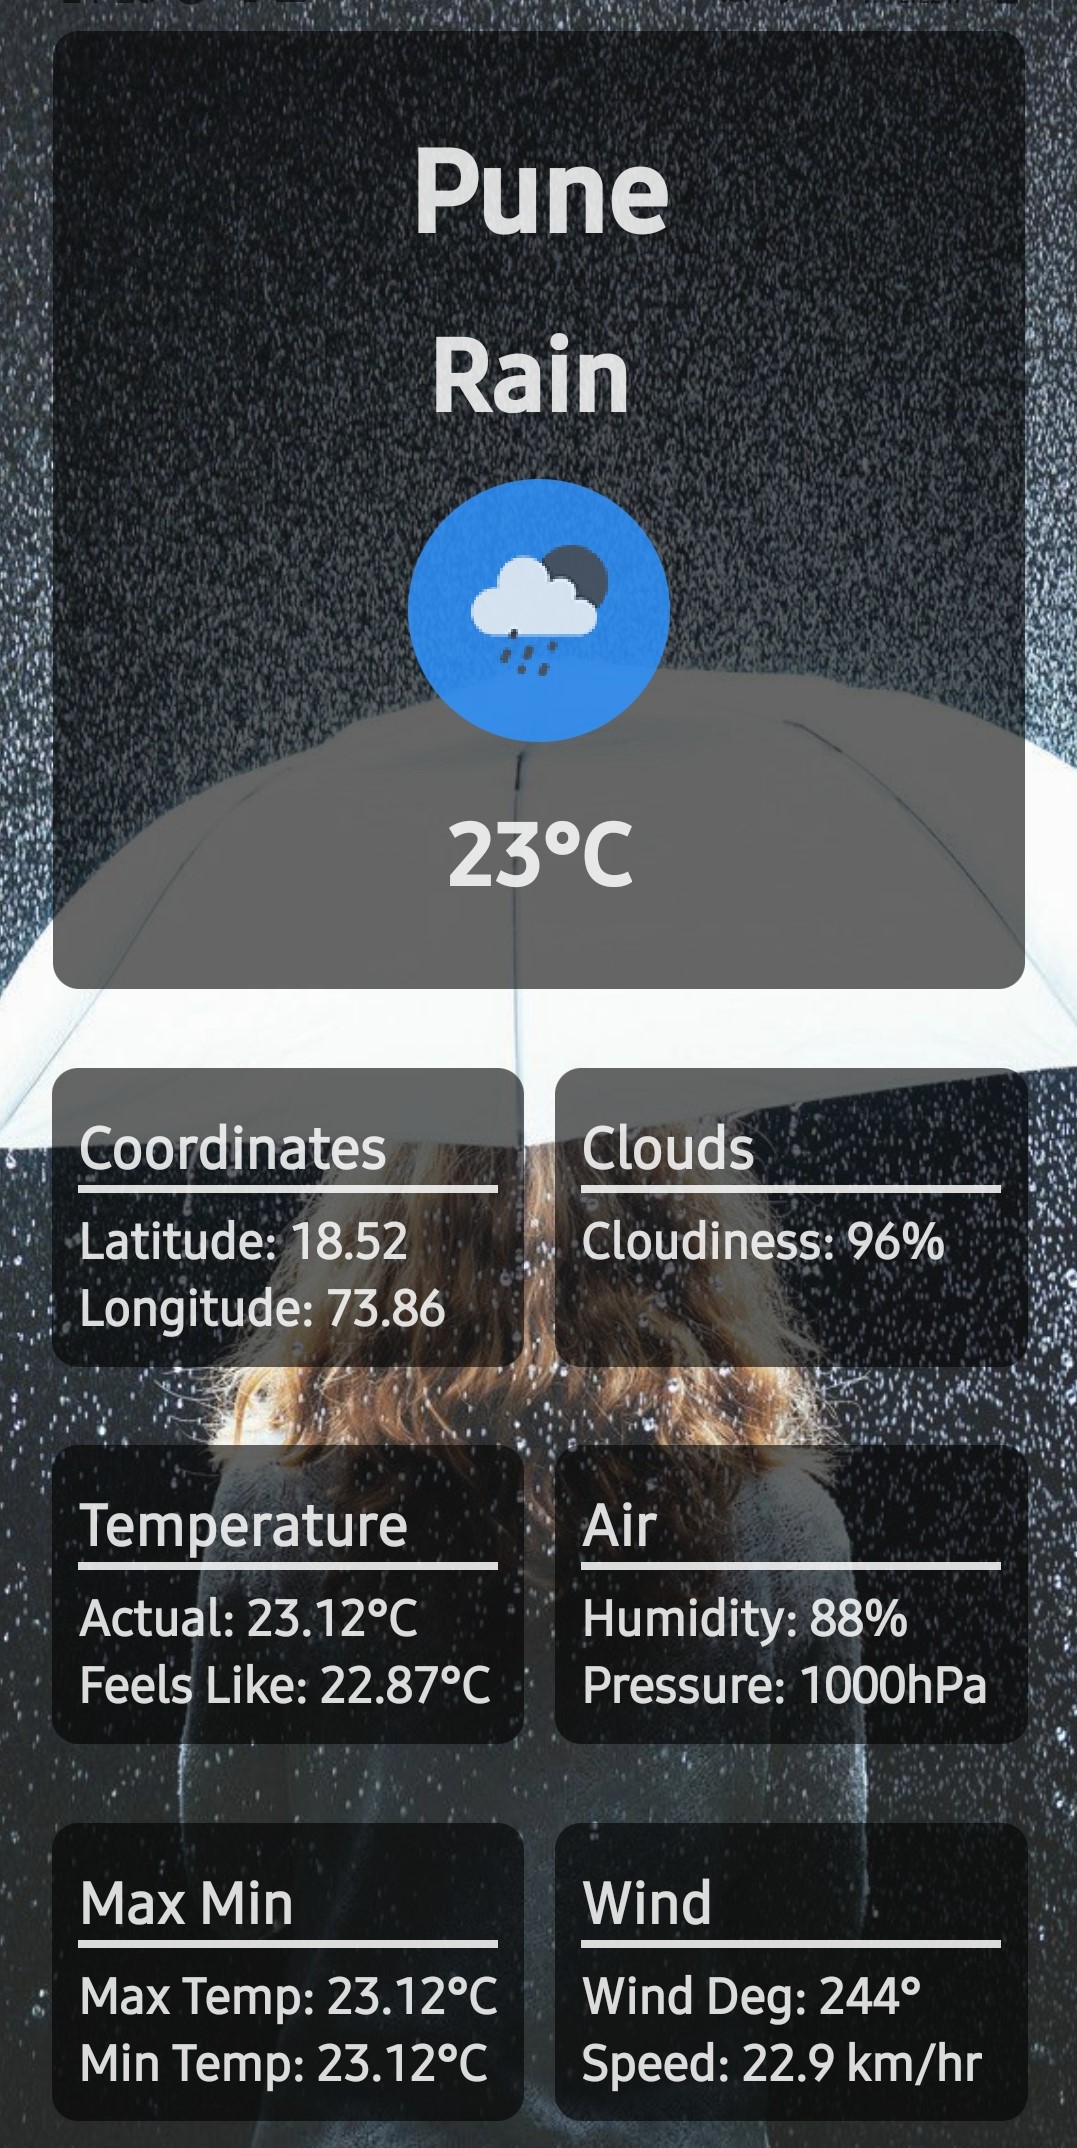 Pune
Rain
23°C
Coordinates
Latitude: 18.52
Longitude: 73.86
Clouds
Cloudiness: 96%
Temperature
Actual: 23.12°C
Feels Like: 22.87°C
Air
Humidity: 88%
Pressure: 1000hPa
Max Min
Max Temp: 23.12°C
Min Temp: 23.12°C
Wind
Wind Deg: 244°
Speed: 22.9 km/hr